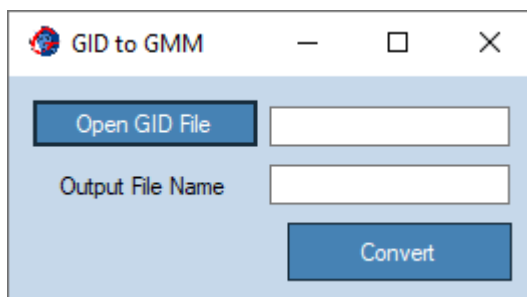 GID to GMM
Open GID File
Output File Name
Convert